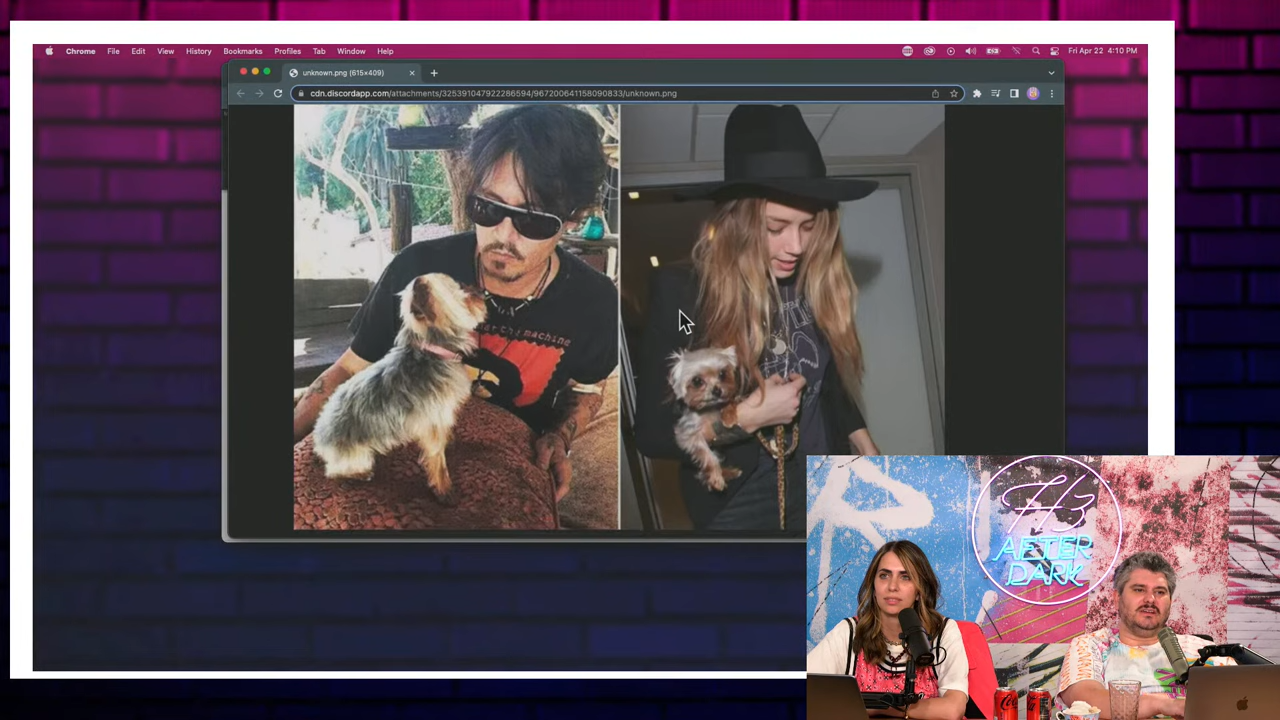 Chrome File Edit View History Bookmarks Profiles Tab Window Help
Fri Apr 22 4:10 PM
unknown.png (615×409)
cdn.discordapp.com/attachments/325391047922286594/967200641158090833/unknown.png
machine
H3
AFTER
DARK